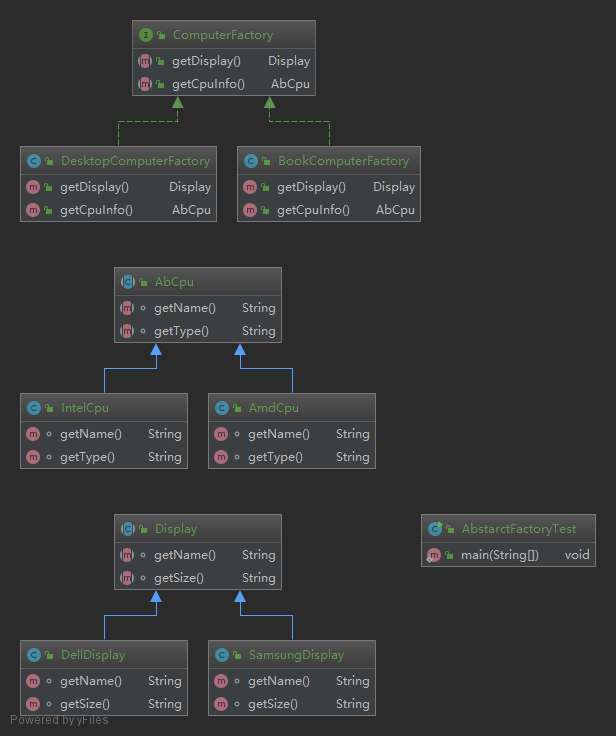 ComputerFactory
getDisplay() Display
getCpuInfo() AbCpu
DesktopComputerFactory
getDisplay() Display
getCpuInfo() AbCpu
BookComputerFactory
getDisplay() Display
getCpuInfo() AbCpu
AbCpu
getName() String
getType() String
IntelCpu
getName() String
getType() String
AmdCpu
getName() String
getType() String
Display
getName() String
getSize() String
AbstarctFactoryTest
main(String[]) void
DellDisplay
getName() String
getSize() String
SamsungDisplay
getName() String
getSize() String
Powered by yFiles